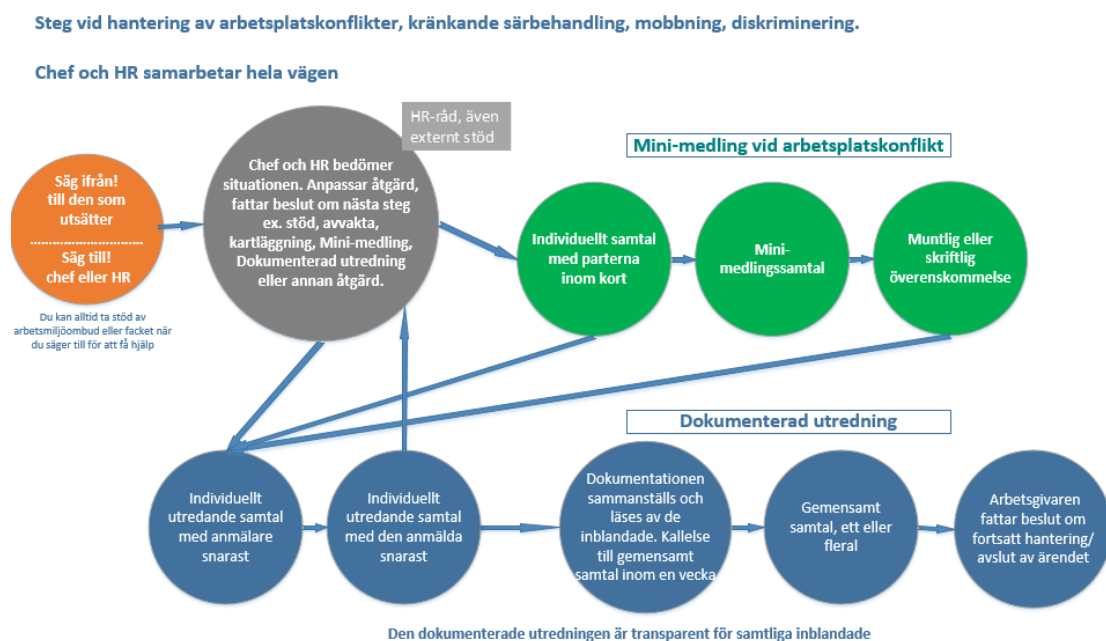 Steg vid hantering av arbetsplatskonflikter, kränkande särbehandling, mobbning, diskriminering.
Chef och HR samarbetar hela vägen
HR-råd, även
externt stöd
Säg ifrån!
till den som
utsätter
................................
Säg till!
chef eller HR
Du kan alltid ta stöd av
arbetsmiljöombud eller facket när
du säger till för att få hjälp
Chef och HR bedömer
situationen. Anpassar åtgärd,
fattar beslut om nästa steg
ex. stöd, avvakta,
kartläggning, Mini-medling,
Dokumenterad utredning
eller annan åtgärd.
Mini-medling vid arbetsplatskonflikt
Individuellt samtal
med parterna
inom kort
Mini-
medlingssamtal
Muntlig eller
skriftlig
överenskommelse
Dokumenterad utredning
Individuellt
utredande samtal
med anmälare
snarast
Individuellt
utredande samtal
med den anmälda
snarast
Dokumentationen
sammanställs och
läses av de
inblandade. Kallelse
till gemensamt
samtal inom en vecka
Gemensamt
samtal, ett eller
fleral
Arbetsgivaren
fattar beslut om
fortsatt hantering/
avslut av ärendet
Den dokumenterade utredningen är transparent för samtliga inblandade